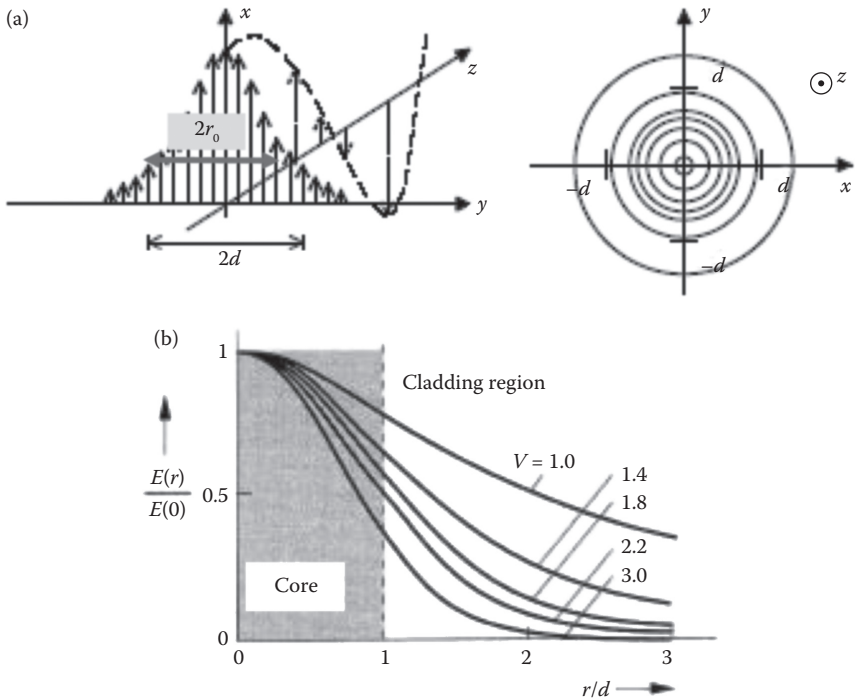 (a)
x
z
2r₀
y
2d
y
d
z
–d
d
x
–d
(b)
1
Cladding region
V = 1.0
1.4
E(r)
E(0)
0.5
1.8
2.2
3.0
Core
0
0
1
2
3
r/d